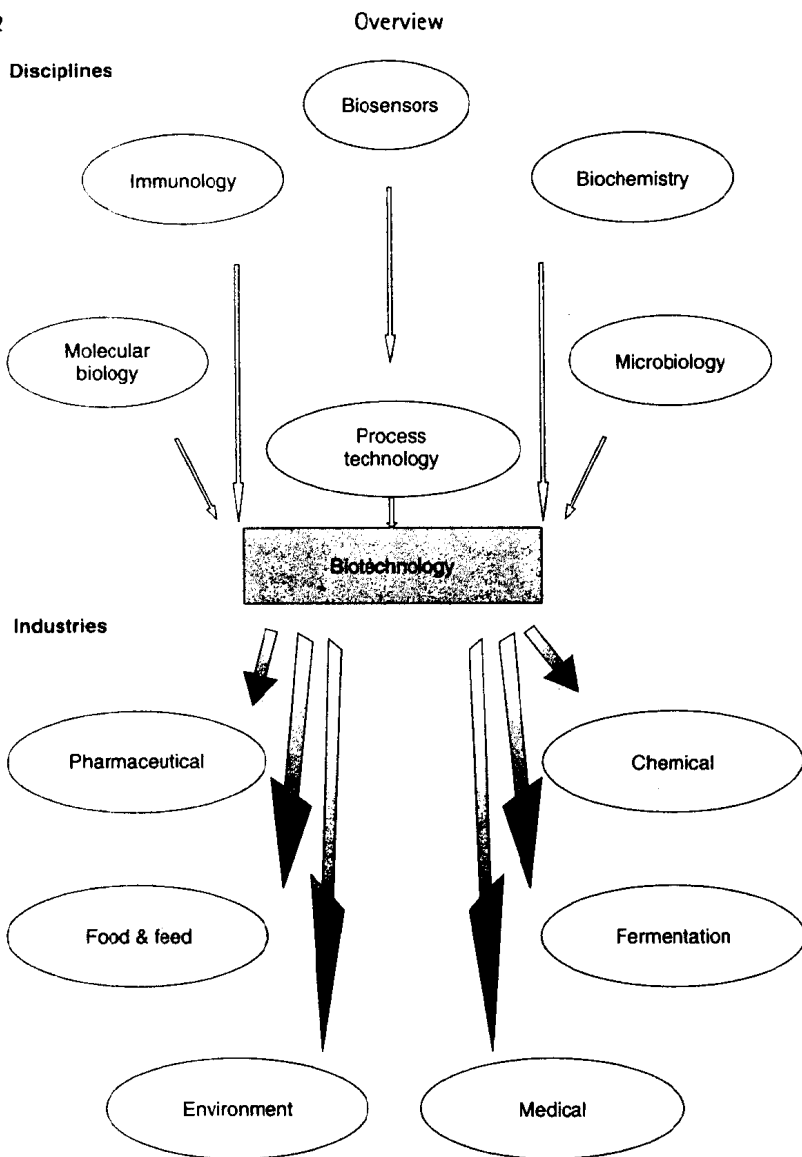 2
Overview
Disciplines
Biosensors
Immunology
Biochemistry
Molecular
biology
Microbiology
Process
technology
Biotechnology
Industries
Pharmaceutical
Chemical
Food & feed
Fermentation
Environment
Medical